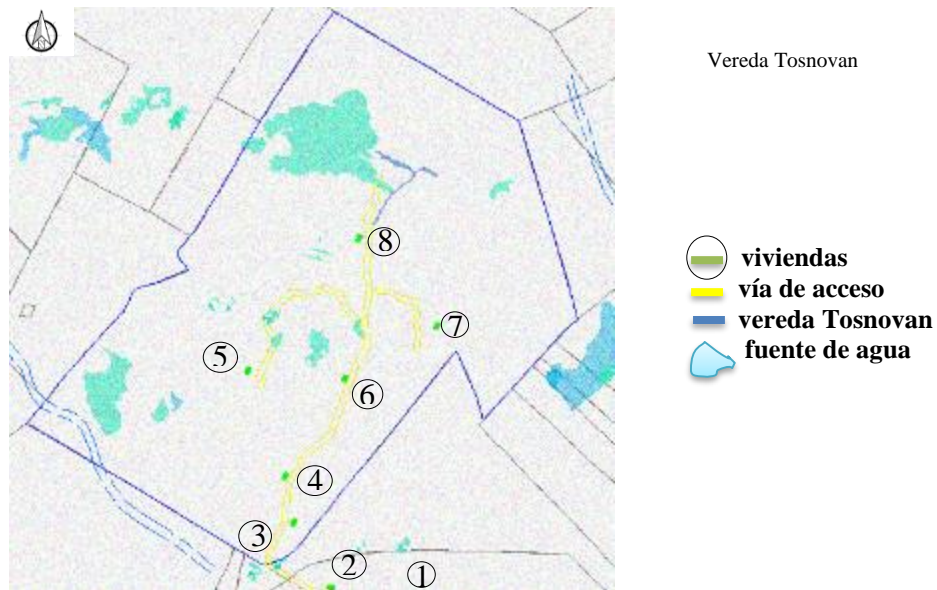 Vereda Tosnovan
8
7
5
6
4
3
2
1
viviendas
vía de acceso
vereda Tosnovan
fuente de agua